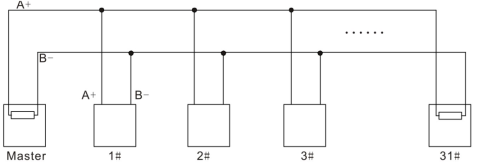 A+
B−
A+ B−
......
Master 1# 2# 3# 31#